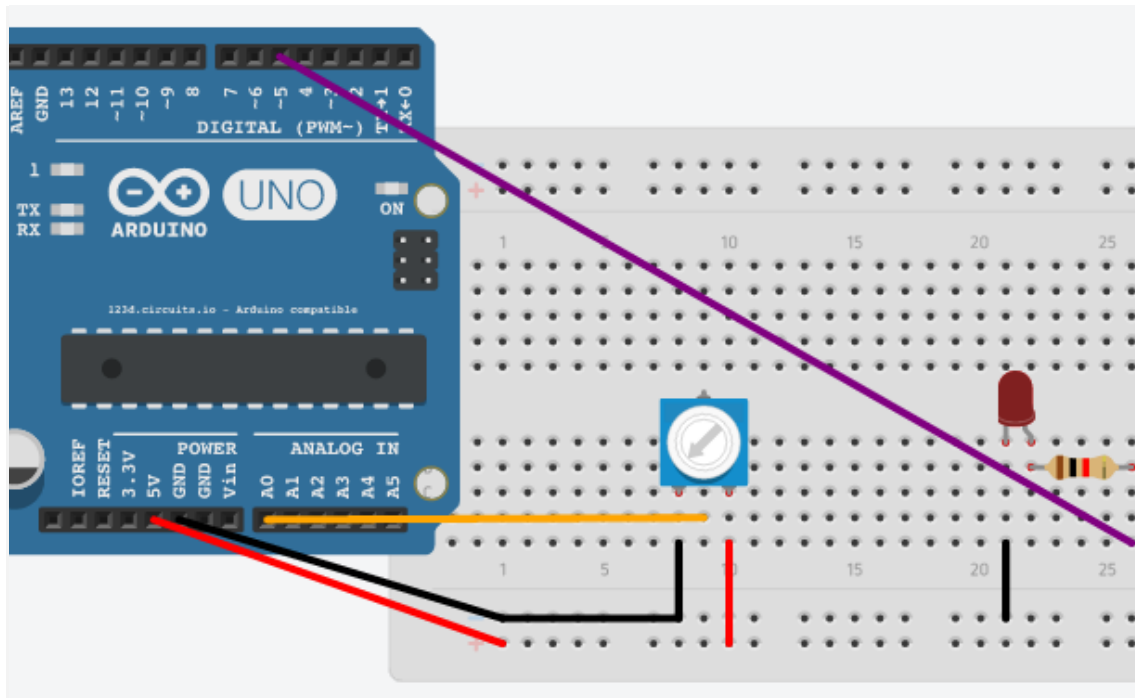 AREF
GND
13
12
~11
~10
~9
8
7
~6
~5
4
~3
2
TX→1
RX←0
DIGITAL (PWM~)
1
TX
RX
UNO
ON
ARDUINO
+
1
10
15
20
25
123d.circuits.io - Arduino compatible
POWER
ANALOG IN
IOREF
RESET
3.3V
5V
GND
GND
Vin
A0
A1
A2
A3
A4
A5
1
5
10
15
20
25
-
+